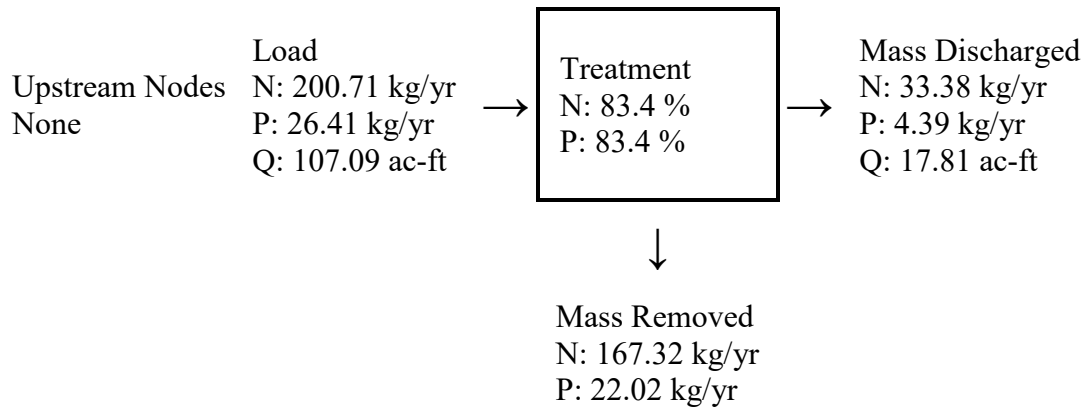 Upstream Nodes
None
Load
N: 200.71 kg/yr
P: 26.41 kg/yr
Q: 107.09 ac-ft
→
Treatment
N: 83.4 %
P: 83.4 %
→
Mass Discharged
N: 33.38 kg/yr
P: 4.39 kg/yr
Q: 17.81 ac-ft
↓
Mass Removed
N: 167.32 kg/yr
P: 22.02 kg/yr